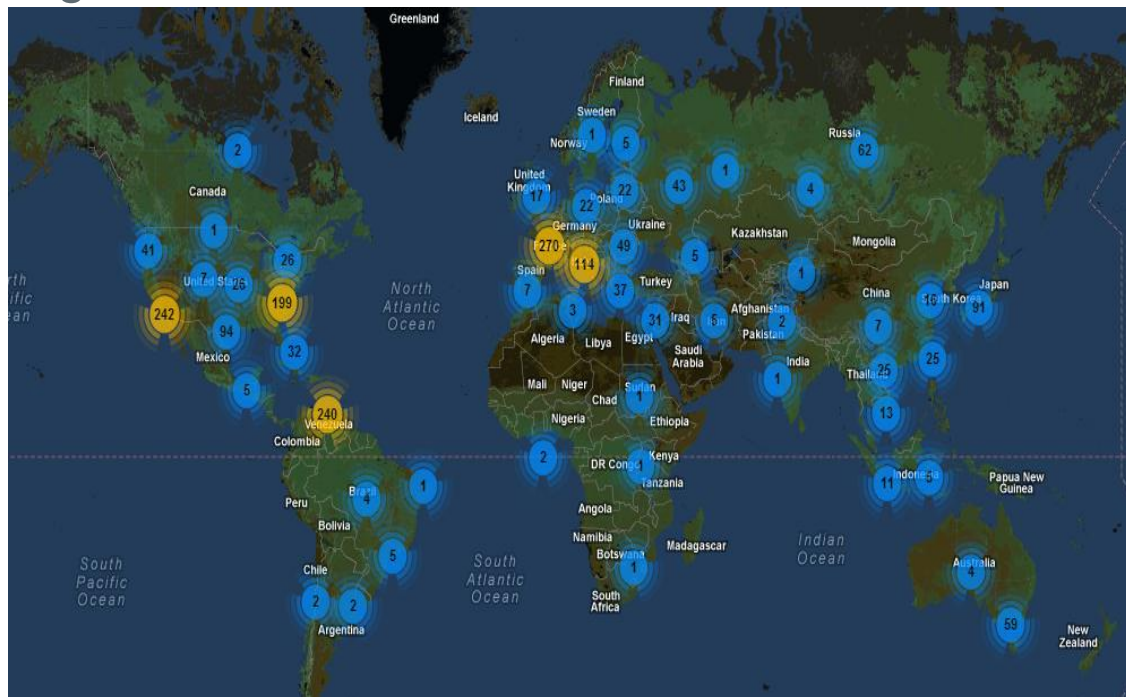 Greenland
Finland
Iceland
Sweden
Russia
1
5
Norway
2
62
United
Kingdom
1
Canada
17
22
Poland
22
43
4
1
Germany
Ukraine
41
270
49
Kazakhstan
Mongolia
26
114
5
7
United States
Spain
1
North
Atlantic
Ocean
7
37
Turkey
China
Japan
South Korea
199
3
Afghanistan
91
242
31
Iraq
2
7
94
Algeria
Libya
Egypt
Pakistan
Mexico
32
Saudi
Arabia
India
25
Thailand
25
5
Mali
Niger
Sudan
1
1
Chad
240
Venezuela
Nigeria
Ethiopia
13
Colombia
2
DR Congo
Kenya
Indonesia
Papua New
Guinea
1
Brazil
4
Tanzania
11
Peru
Angola
Bolivia
Namibia
Madagascar
Indian
Ocean
5
Botswana
South
Pacific
Ocean
Chile
South
Atlantic
Ocean
1
Australia
4
2
2
South
Africa
Argentina
59
New
Zealand